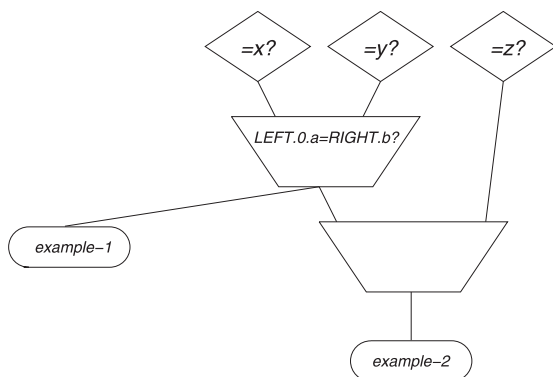 =x?
=y?
=z?
LEFT.0.a=RIGHT.b?
example−1
example−2